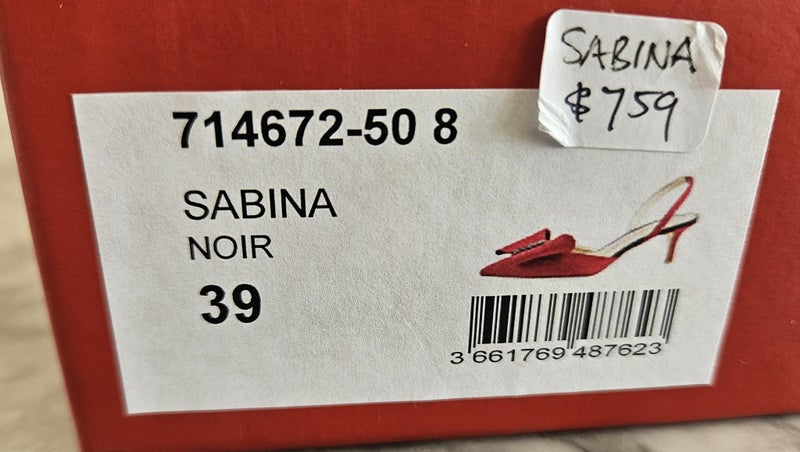 SABINA
$759
714672-50 8
SABINA
NOIR
39
3 661769 487623